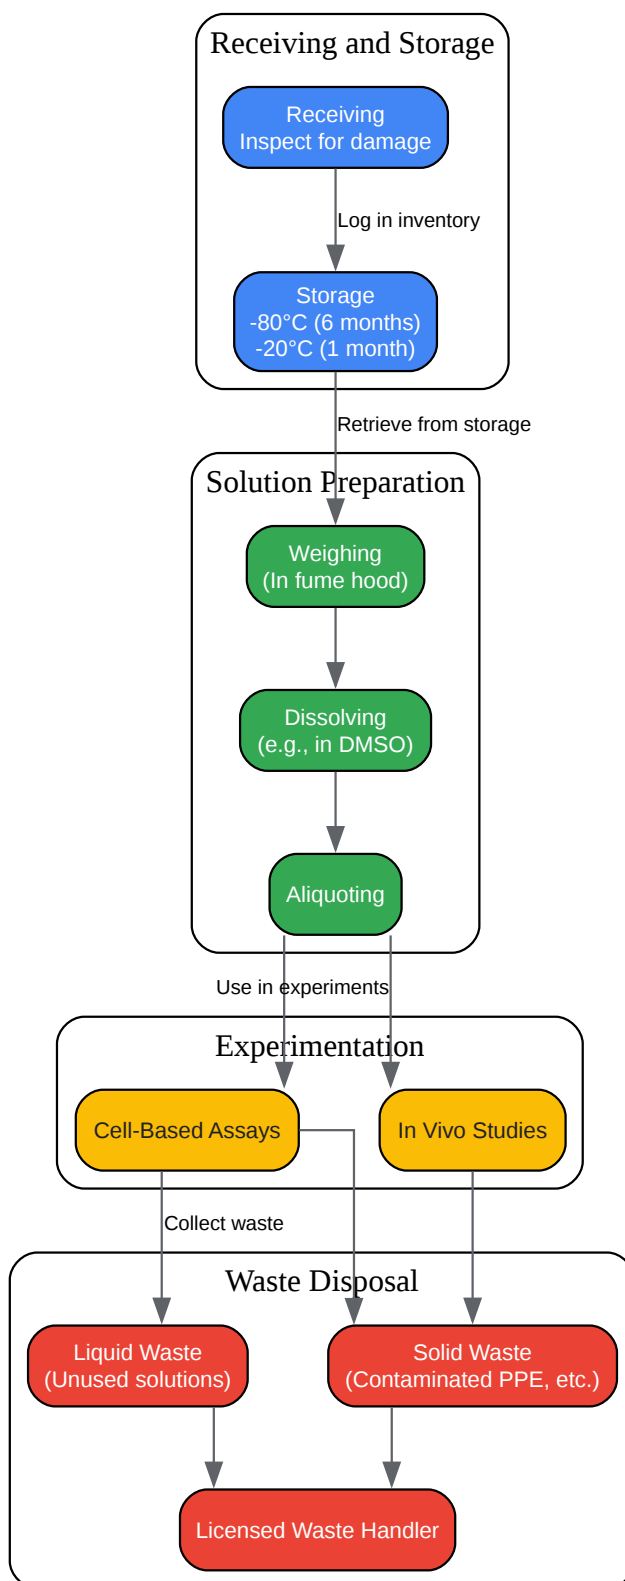 Receiving and Storage
Receiving
Inspect for damage
Log in inventory
Storage
-80°C (6 months)
-20°C (1 month)
Retrieve from storage
Solution Preparation
Weighing
(In fume hood)
Dissolving
(e.g., in DMSO)
Aliquoting
Use in experiments
Experimentation
Cell-Based Assays
In Vivo Studies
Collect waste
Waste Disposal
Liquid Waste
(Unused solutions)
Solid Waste
(Contaminated PPE, etc.)
Licensed Waste Handler